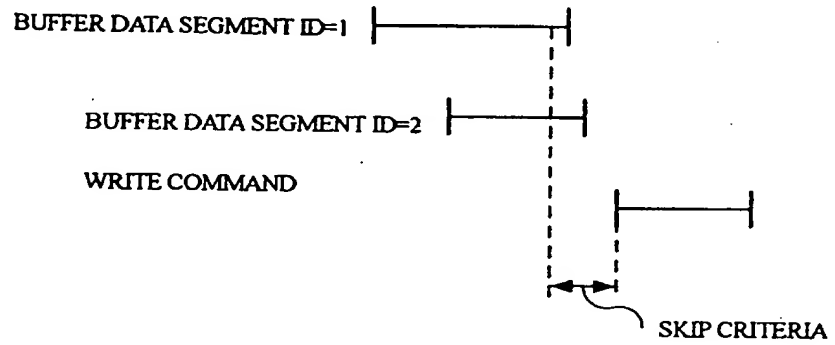 BUFFER DATA SEGMENT ID=1
BUFFER DATA SEGMENT ID=2
WRITE COMMAND
SKIP CRITERIA